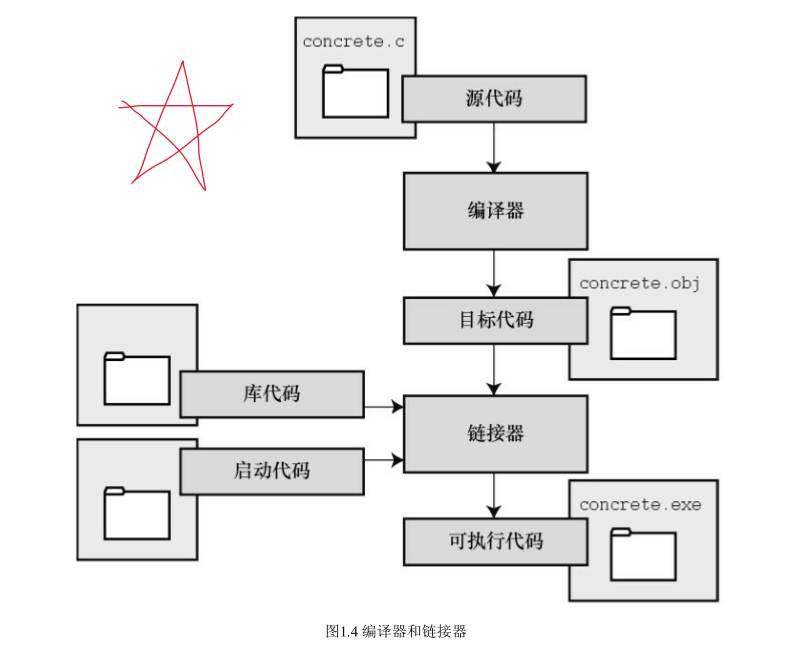 concrete.c
源代码
编译器
concrete.obj
目标代码
库代码
链接器
启动代码
concrete.exe
可执行代码
图1.4 编译器和链接器